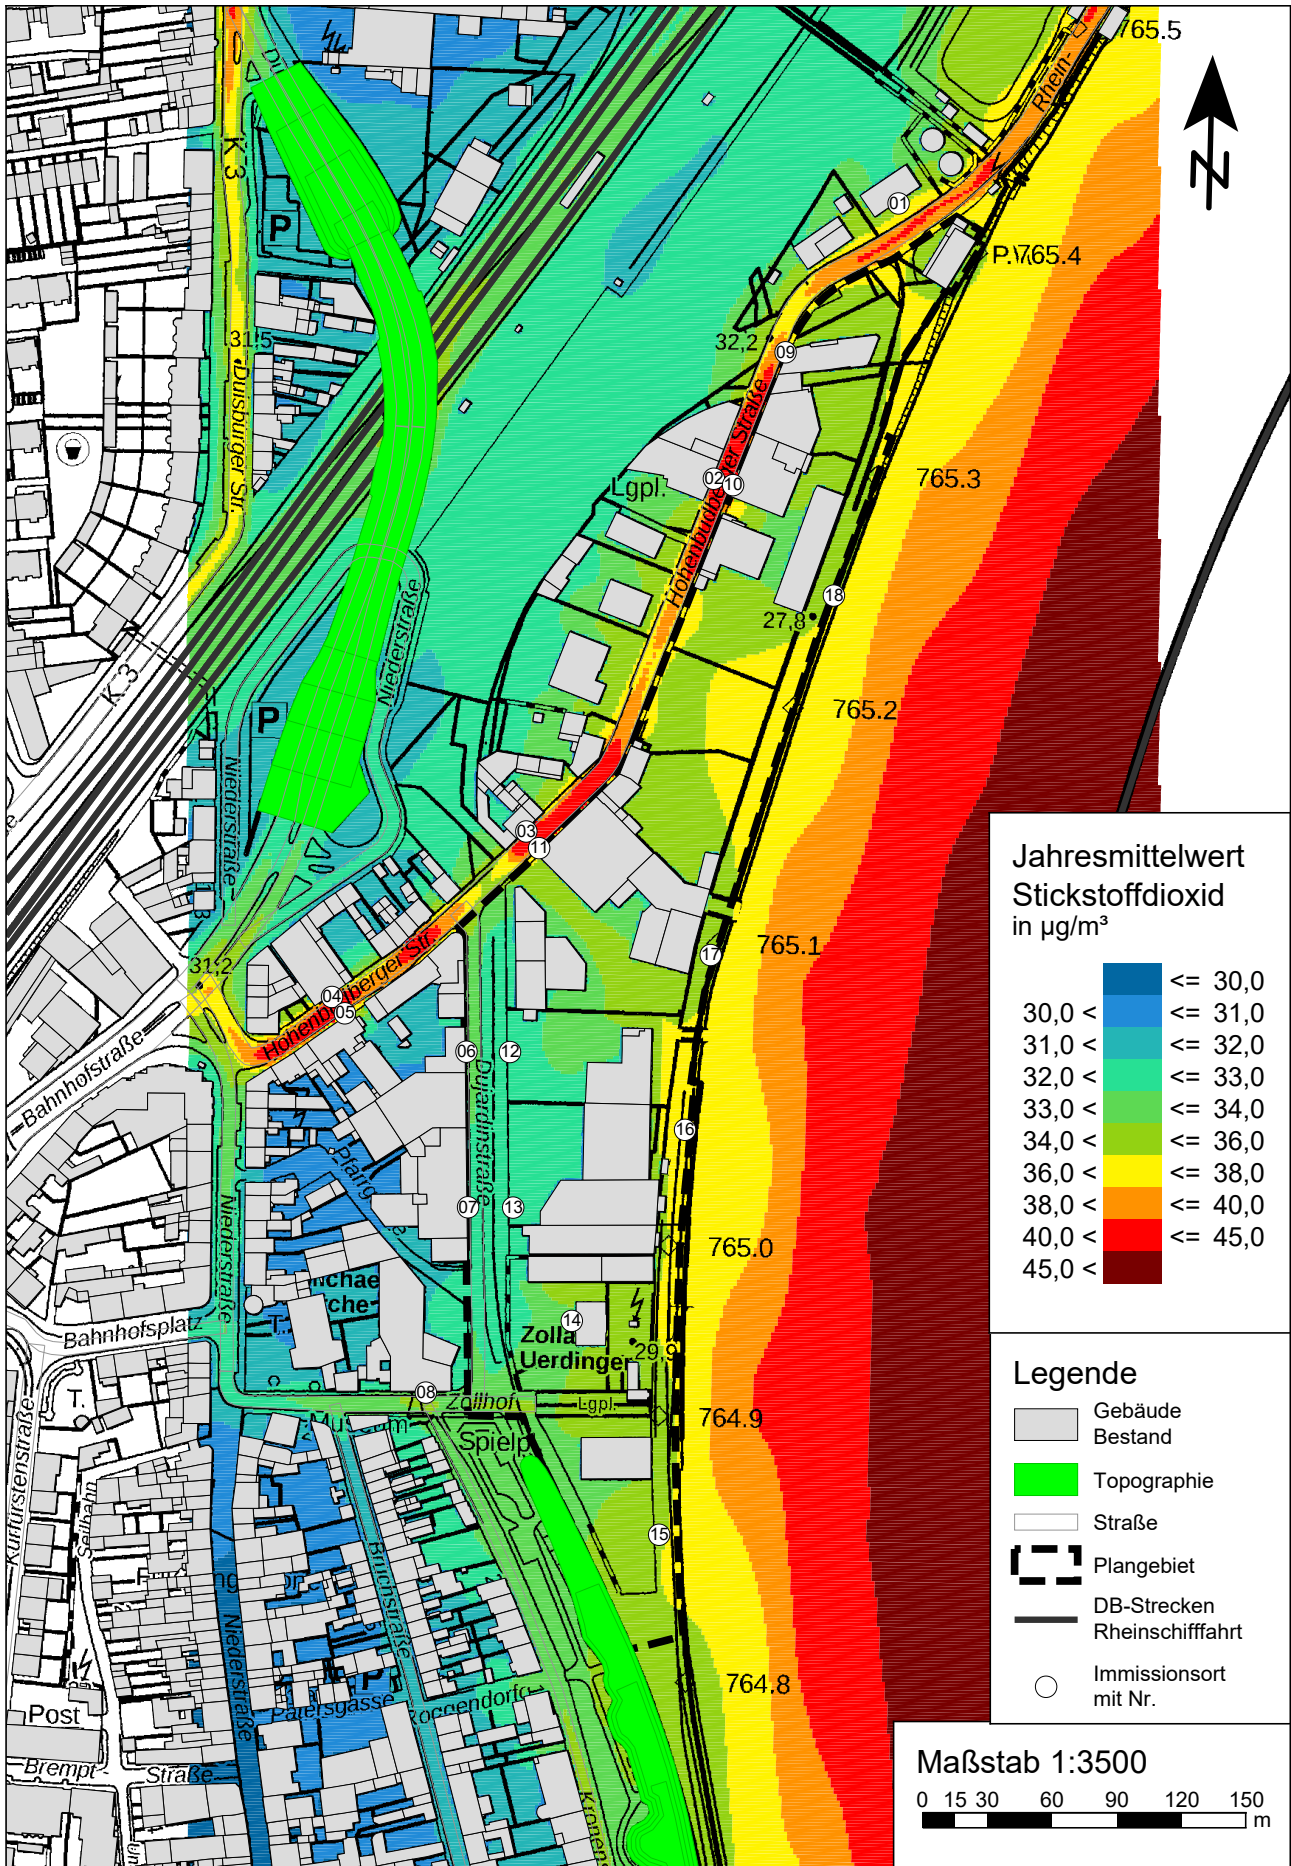 765.5
Rhein-
K 3
P
01
P.W
765.4
31,5
32,2
09
Duisburger Str.
Hohenbudberger Straße
02
10
Lgpl.
765.3
18
27,8
Niederstraße
K 3
P
765.2
Niederstraße
03
11
31,2
Hohenbudberger Str.
04
05
17
765.1
06
12
Bahnhofstraße
Dujardinstraße
16
07
13
Niederstraße
765.0
14
Zolla
Uerdingen
29,9
Bahnhofsplatz
T.
T.
08
Zollhof
Lgpl.
764.9
Museum
Spielp
Kurfürstenstraße
Seilbahn
15
Bruchstraße
Niederstraße
P
764.8
Post
Brempt
Straße
Jahresmittelwert
Stickstoffdioxid
in µg/m³
<= 30,0
30,0 < <= 31,0
31,0 < <= 32,0
32,0 < <= 33,0
33,0 < <= 34,0
34,0 < <= 36,0
36,0 < <= 38,0
38,0 < <= 40,0
40,0 < <= 45,0
45,0 <
Legende
Gebäude
Bestand
Topographie
Straße
Plangebiet
DB-Strecken
Rheinschifffahrt
Immissionsort
mit Nr.
Maßstab 1:3500
0 15 30 60 90 120 150
m